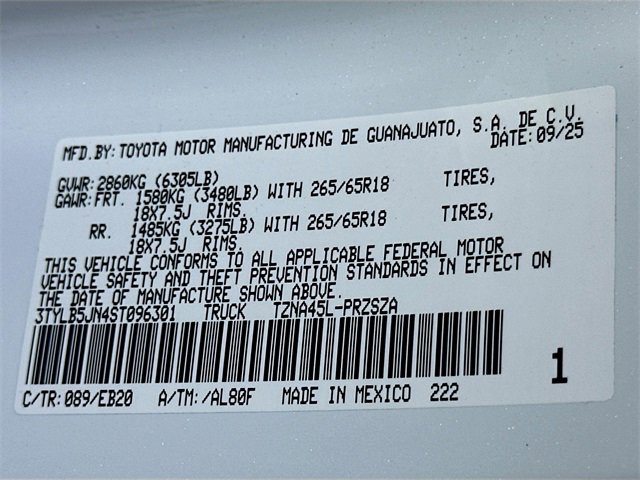 MFD.BY: TOYOTA MOTOR MANUFACTURING DE GUANAJUATO, S.A. DE C.V.
DATE: 09/25
GVWR: 2860KG (6305LB)
GAWR: FRT. 1580KG (3480LB) WITH 265/65R18 TIRES,
18X7.5J RIMS.
RR. 1485KG (3275LB) WITH 265/65R18 TIRES,
18X7.5J RIMS.
THIS VEHICLE CONFORMS TO ALL APPLICABLE FEDERAL MOTOR
VEHICLE SAFETY AND THEFT PREVENTION STANDARDS IN EFFECT ON
THE DATE OF MANUFACTURE SHOWN ABOVE.
3TYLB5JN4ST096301 TRUCK TZNA45L-PRZSZA
1
C/TR: 089/EB20 A/TM: /AL80F MADE IN MEXICO 222